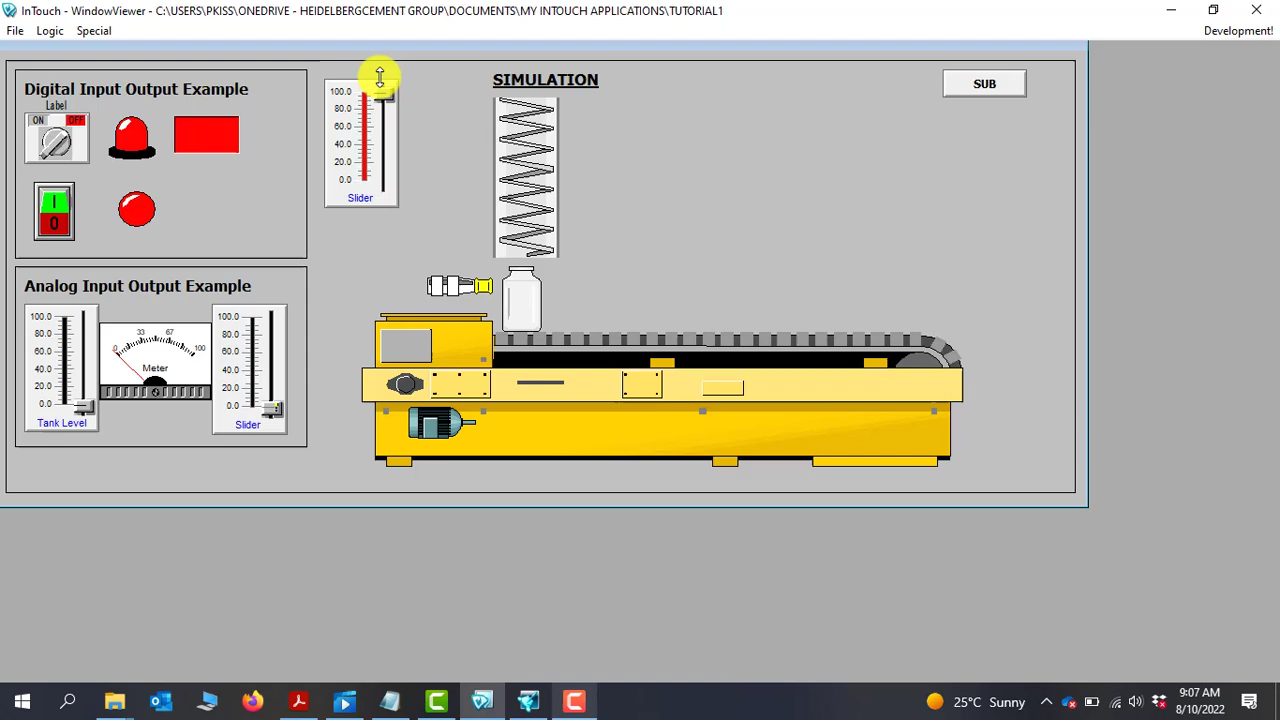 InTouch - WindowViewer - C:\USERS\PKISS\ONEDRIVE - HEIDELBERGCEMENT GROUP\DOCUMENTS\MY INTOUCH APPLICATIONS\TUTORIAL1
File Logic Special Development!
Digital Input Output Example
Label
ON OFF
I
0
100.0
80.0
60.0
40.0
20.0
0.0
Slider
SIMULATION
SUB
Analog Input Output Example
100.0
80.0
60.0
40.0
20.0
0.0
Tank Level
0 33 67 100
Meter
100.0
80.0
60.0
40.0
20.0
0.0
Slider
25°C Sunny
9:07 AM
8/10/2022